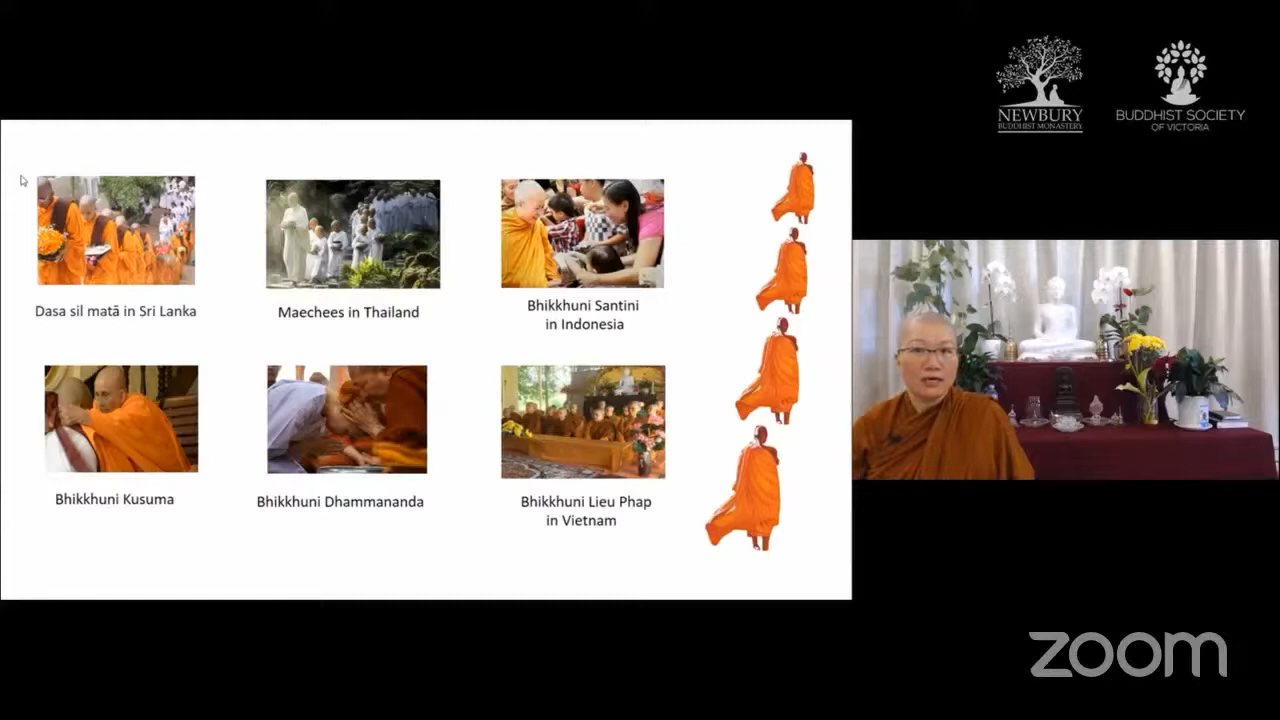 NEWBURY
BUDDHIST MONASTERY
BUDDHIST SOCIETY
OF VICTORIA
Dasa sil matā in Sri Lanka
Maechees in Thailand
Bhikkhuni Santini
in Indonesia
Bhikkhuni Kusuma
Bhikkhuni Dhammananda
Bhikkhuni Lieu Phap
in Vietnam
zoom